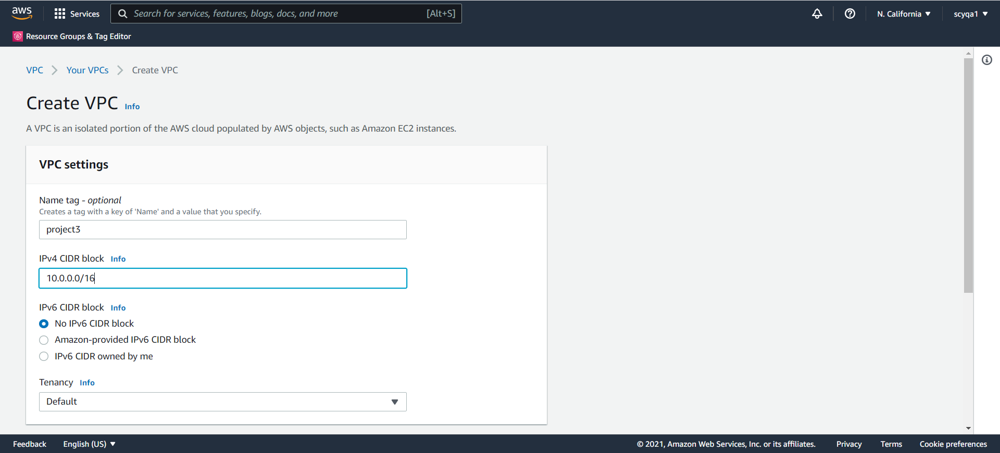 aws Services Search for services, features, blogs, docs, and more [Alt+S] N. California scyqa1
Resource Groups & Tag Editor
VPC Your VPCs Create VPC
Create VPC Info
A VPC is an isolated portion of the AWS cloud populated by AWS objects, such as Amazon EC2 instances.
VPC settings
Name tag - optional
Creates a tag with a key of 'Name' and a value that you specify.
project3
IPv4 CIDR block Info
10.0.0.0/16
IPv6 CIDR block Info
No IPv6 CIDR block
Amazon-provided IPv6 CIDR block
IPv6 CIDR owned by me
Tenancy Info
Default
Feedback English (US) © 2021, Amazon Web Services, Inc. or its affiliates. Privacy Terms Cookie preferences